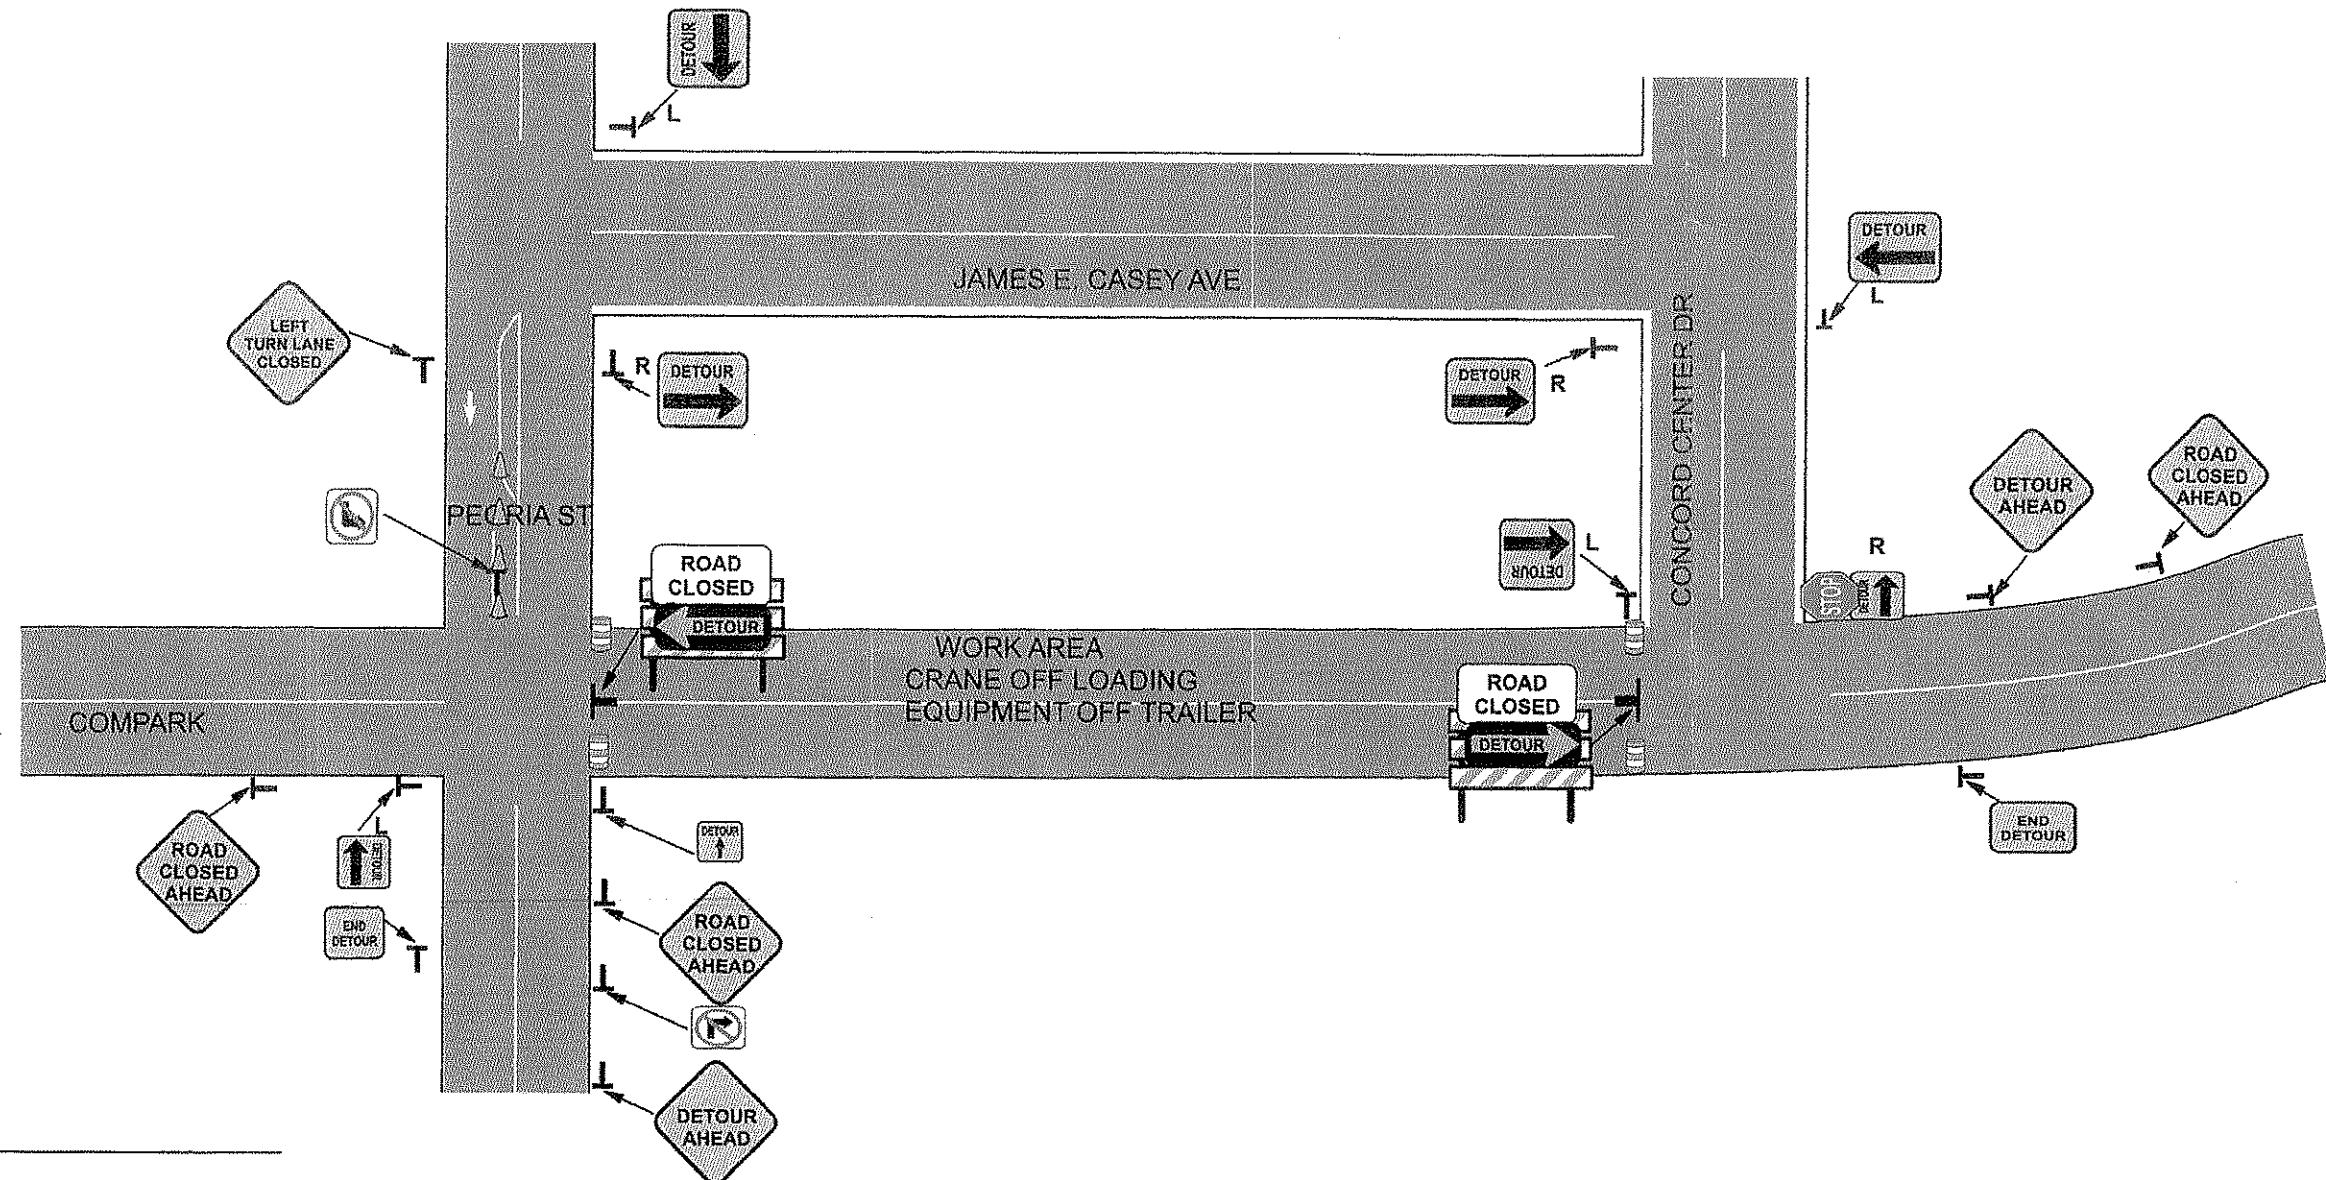 DETOUR
L
DETOUR
L
JAMES E. CASEY AVE
LEFT
TURN LANE
CLOSED
R
DETOUR
DETOUR
R
CONCORD CENTER DR
DETOUR
AHEAD
ROAD
CLOSED
AHEAD
PEORIA ST
ROAD
CLOSED
DETOUR
L
DETOUR
R
STOP
DETOUR
WORK AREA
CRANE OFF LOADING
EQUIPMENT OFF TRAILER
ROAD
CLOSED
DETOUR
COMPARK
ROAD
CLOSED
AHEAD
L
DETOUR
END
DETOUR
DETOUR
ROAD
CLOSED
AHEAD
DETOUR
AHEAD
END
DETOUR